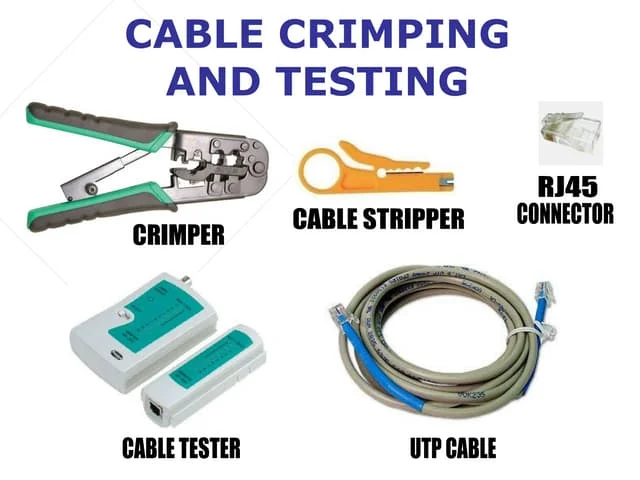 CABLE CRIMPING
AND TESTING
CRIMPER
CABLE STRIPPER
RJ45
CONNECTOR
CABLE TESTER
UTP CABLE